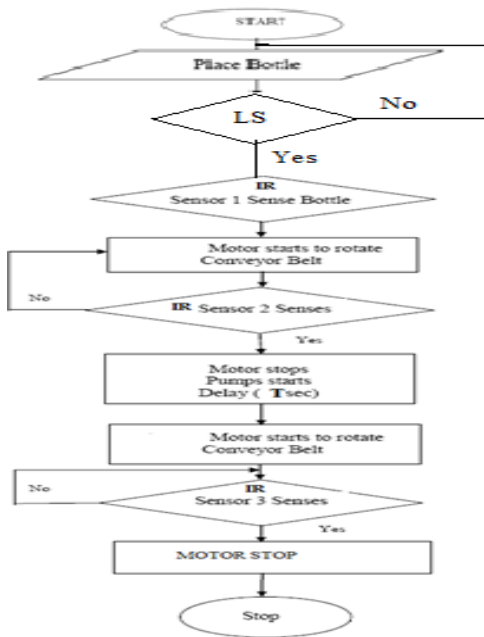 START
Place Bottle
LS
No
Yes
IR
Sensor 1 Sense Bottle
Motor starts to rotate
Conveyor Belt
No
IR Sensor 2 Senses
Yes
Motor stops
Pumps starts
Delay ( Tsec)
Motor starts to rotate
Conveyor Belt
No
IR
Sensor 3 Senses
Yes
MOTOR STOP
Stop